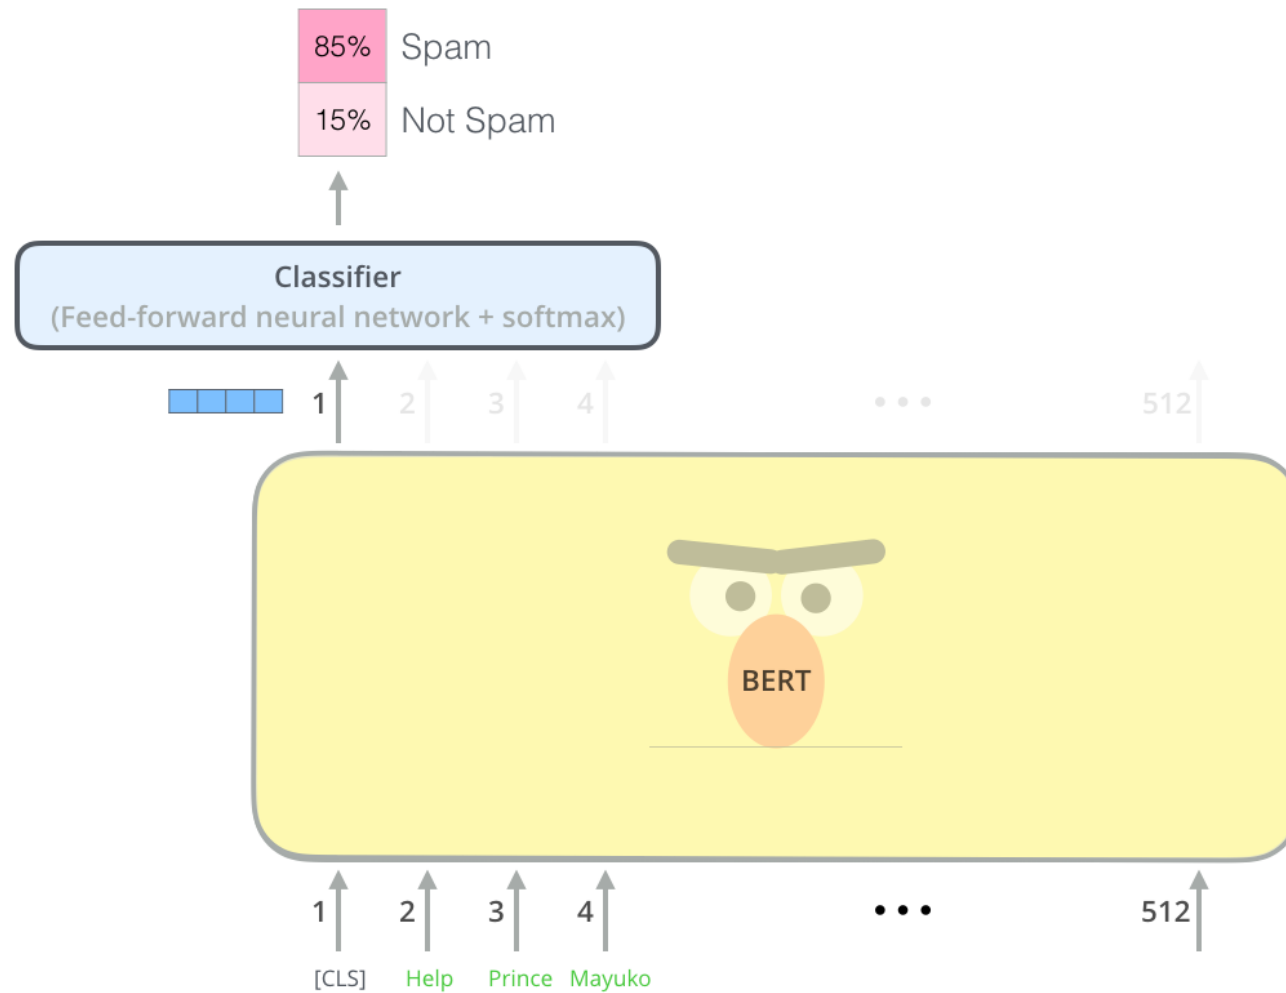 85% Spam
15% Not Spam
Classifier
(Feed-forward neural network + softmax)
1 2 3 4 • • • 512
BERT
1 2 3 4 • • • 512
[CLS] Help Prince Mayuko